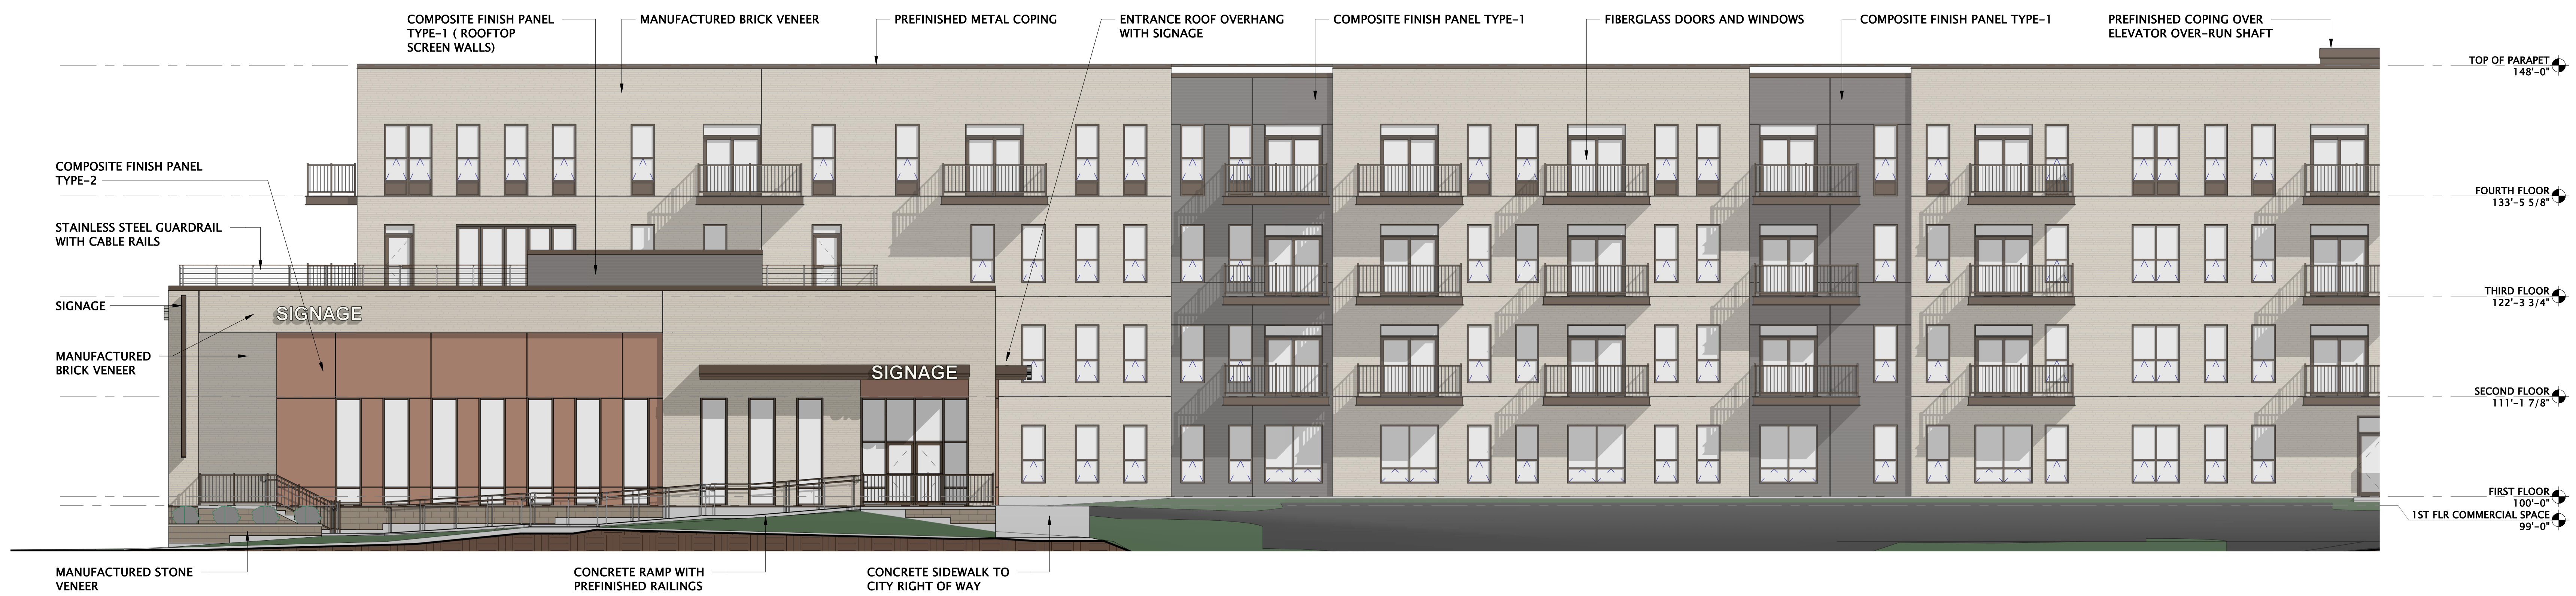 COMPOSITE FINISH PANEL
TYPE-1 ( ROOFTOP
SCREEN WALLS)
MANUFACTURED BRICK VENEER
PREFINISHED METAL COPING
ENTRANCE ROOF OVERHANG
WITH SIGNAGE
COMPOSITE FINISH PANEL TYPE-1
FIBERGLASS DOORS AND WINDOWS
COMPOSITE FINISH PANEL TYPE-1
PREFINISHED COPING OVER
ELEVATOR OVER-RUN SHAFT
TOP OF PARAPET
148'-0"
COMPOSITE FINISH PANEL
TYPE-2
FOURTH FLOOR
133'-5 5/8"
STAINLESS STEEL GUARDRAIL
WITH CABLE RAILS
THIRD FLOOR
122'-3 3/4"
SIGNAGE
SIGNAGE
MANUFACTURED
BRICK VENEER
SIGNAGE
SECOND FLOOR
111'-1 7/8"
FIRST FLOOR
100'-0"
1ST FLR COMMERCIAL SPACE
99'-0"
MANUFACTURED STONE
VENEER
CONCRETE RAMP WITH
PREFINISHED RAILINGS
CONCRETE SIDEWALK TO
CITY RIGHT OF WAY